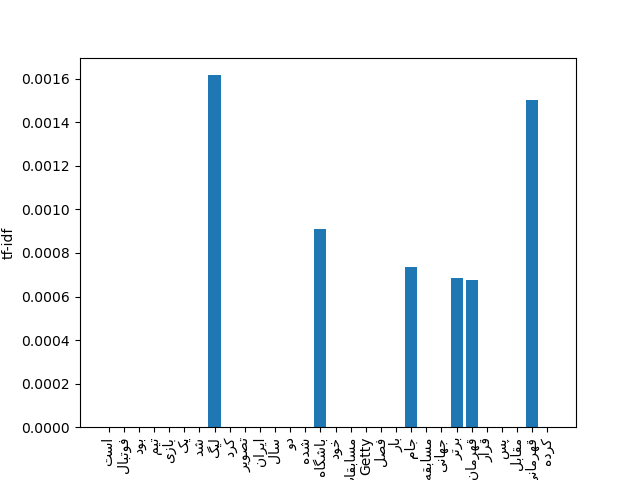 0.0016
0.0014
0.0012
0.0010
0.0008
0.0006
0.0004
0.0002
0.0000
tf-idf
است
فوتبال
بود
تیم
بازی
یک
شد
لیگ
کرد
تصویر
ایران
سال
دو
شده
باشگاه
خود
مسابقات
Getty
فصل
بار
جام
مسابقه
جهانی
برتر
قهرمان
قرار
پس
مقابل
قهرمانی
کرده